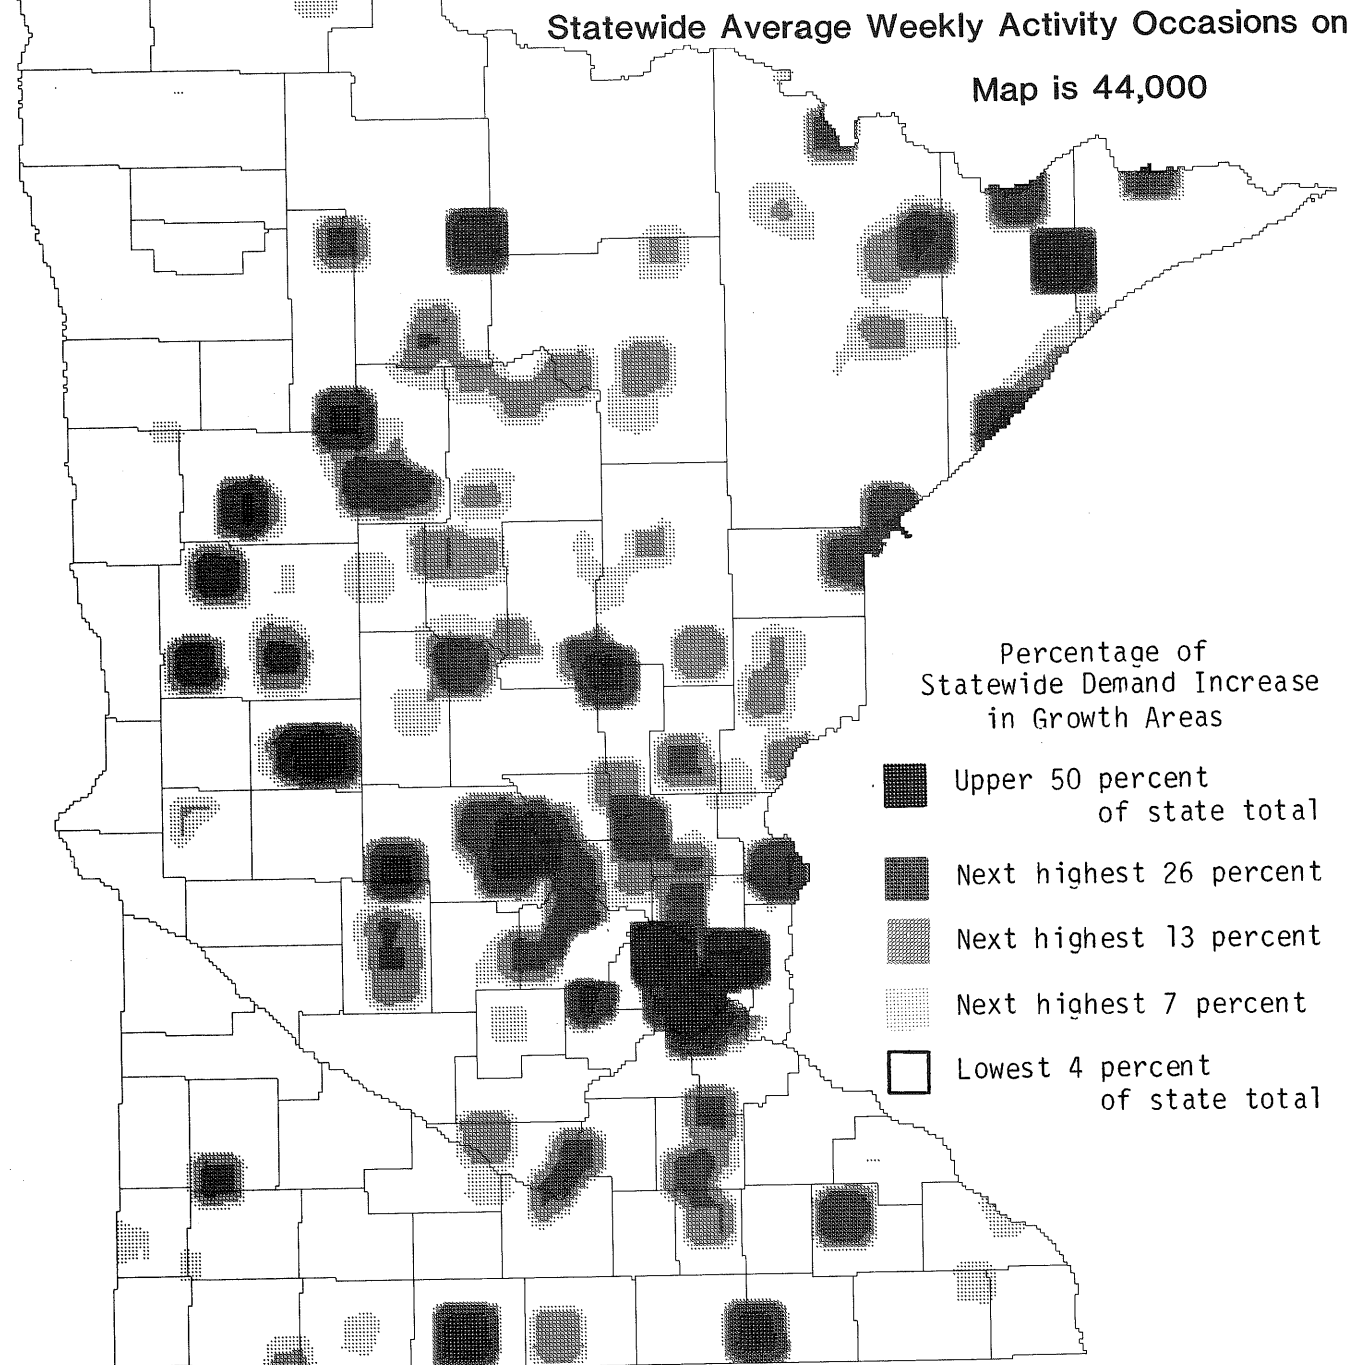 Statewide Average Weekly Activity Occasions on
Map is 44,000
Percentage of
Statewide Demand Increase
in Growth Areas
Upper 50 percent
of state total
Next highest 26 percent
Next highest 13 percent
Next highest 7 percent
Lowest 4 percent
of state total